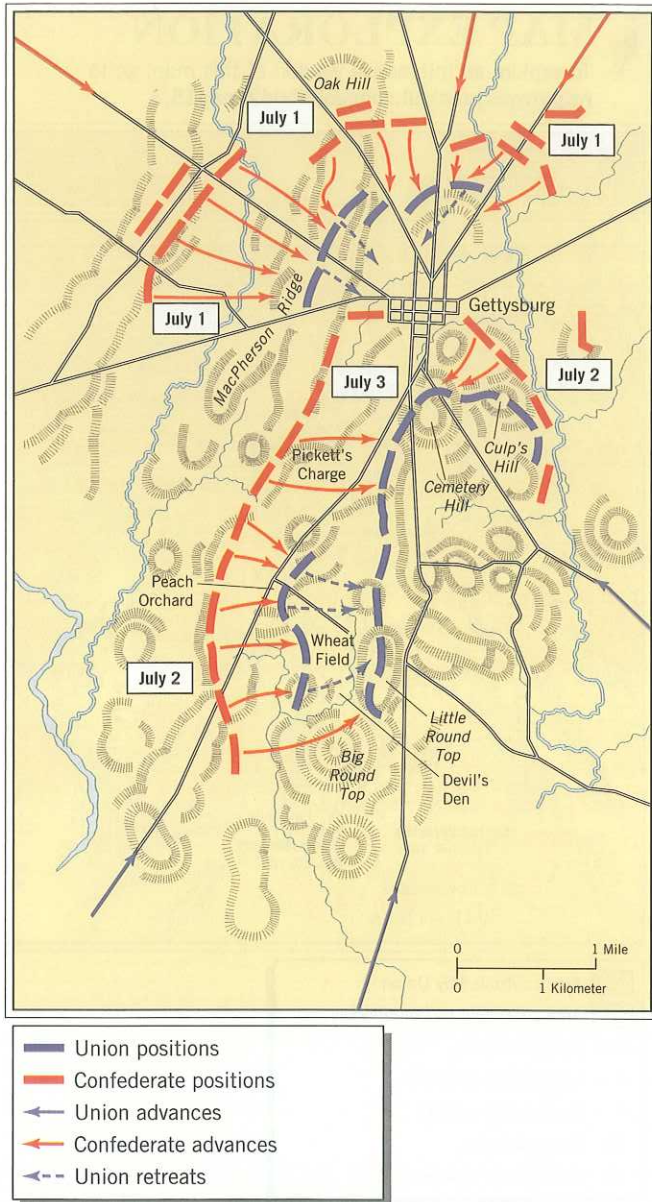 Oak Hill
July 1
July 1
MacPherson Ridge
July 1
Gettysburg
July 2
July 3
Pickett's
Charge
Culp's
Hill
Cemetery
Hill
Peach
Orchard
Wheat
Field
July 2
Little
Round
Top
Big
Round
Top
Devil's
Den
0 1 Mile
0 1 Kilometer
Union positions
Confederate positions
Union advances
Confederate advances
Union retreats